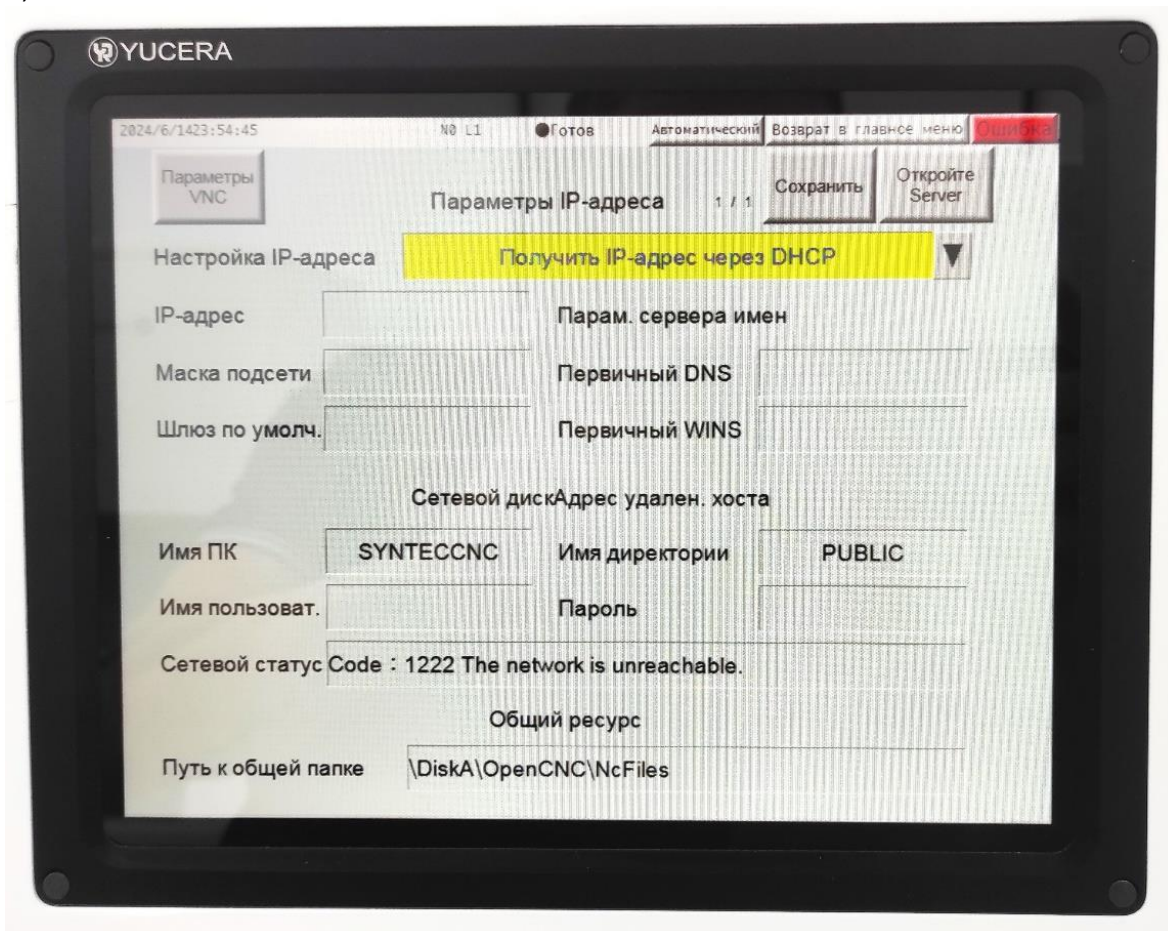 YUCERA
2024/6/1423:54:45 N0 L1 Готов Автоматический Возврат в главное меню Ошибка
Параметры VNC
Параметры IP-адреса 1 / 1 Сохранить Откройте Server
Настройка IP-адреса Получить IP-адрес через DHCP
IP-адрес Парам. сервера имен
Маска подсети Первичный DNS
Шлюз по умолч. Первичный WINS
Сетевой дискАдрес удален. хоста
Имя ПК SYNTECCNC Имя директории PUBLIC
Имя пользоват. Пароль
Сетевой статус Code : 1222 The network is unreachable.
Общий ресурс
Путь к общей папке \DiskA\OpenCNC\NcFiles